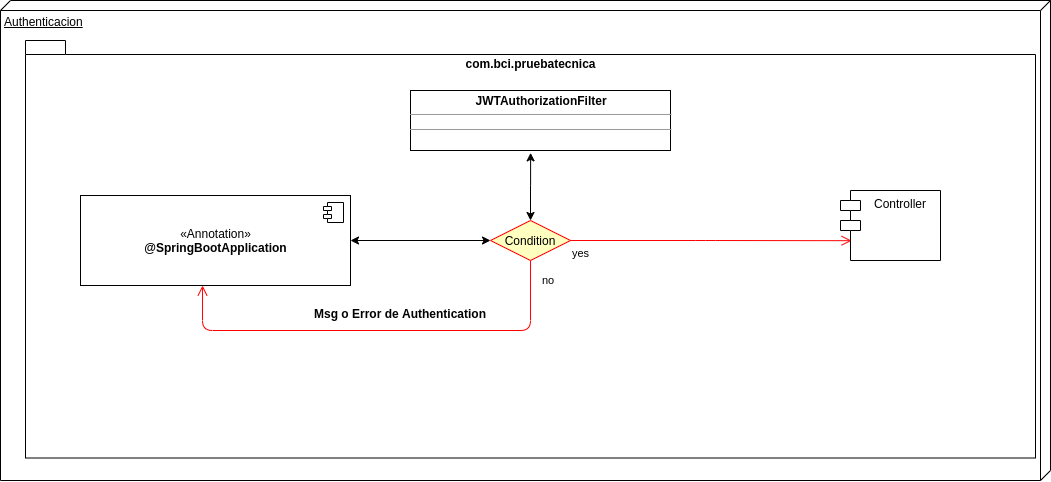 Authenticacion
com.bci.pruebatecnica
JWTAuthorizationFilter
Controller
«Annotation»
@SpringBootApplication
Condition
yes
no
Msg o Error de Authentication